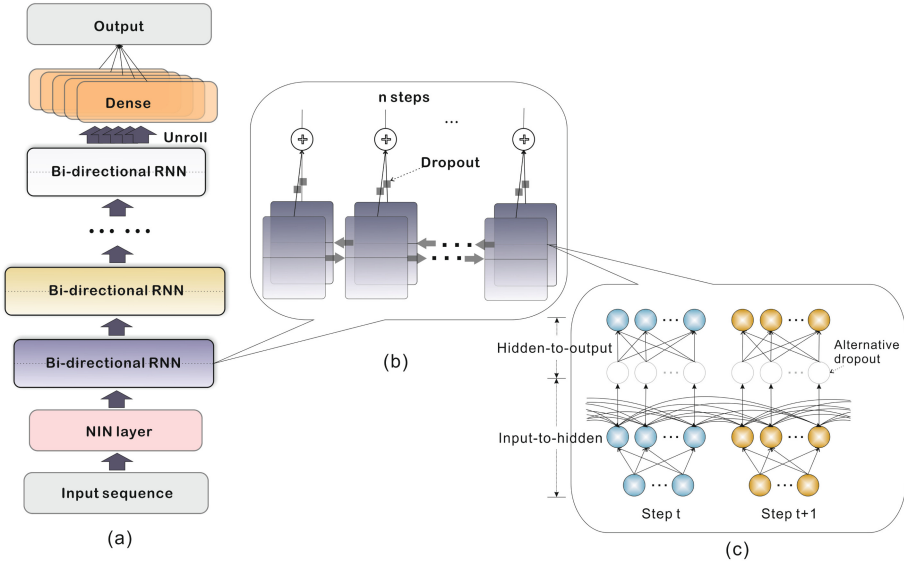 Output
Dense
Unroll
Bi-directional RNN
... ...
Bi-directional RNN
Bi-directional RNN
NIN layer
Input sequence
(a)
n steps
...
Dropout
(b)
Hidden-to-output
Input-to-hidden
Alternative
dropout
Step t
Step t+1
(c)